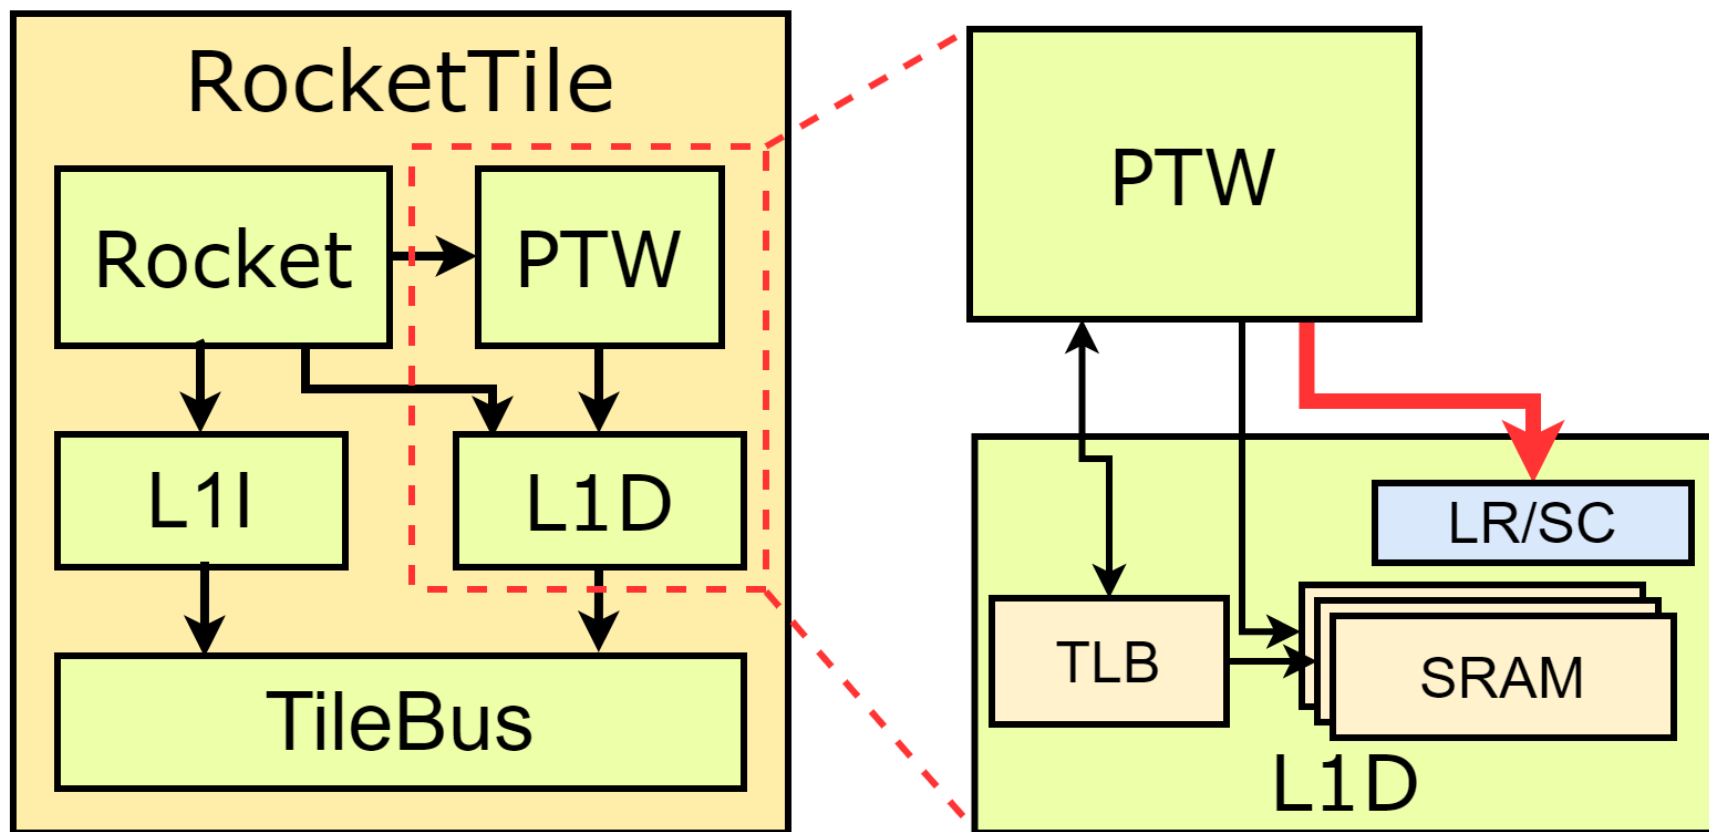 RocketTile
Rocket
PTW
L1I
L1D
TileBus
PTW
LR/SC
TLB
SRAM
L1D